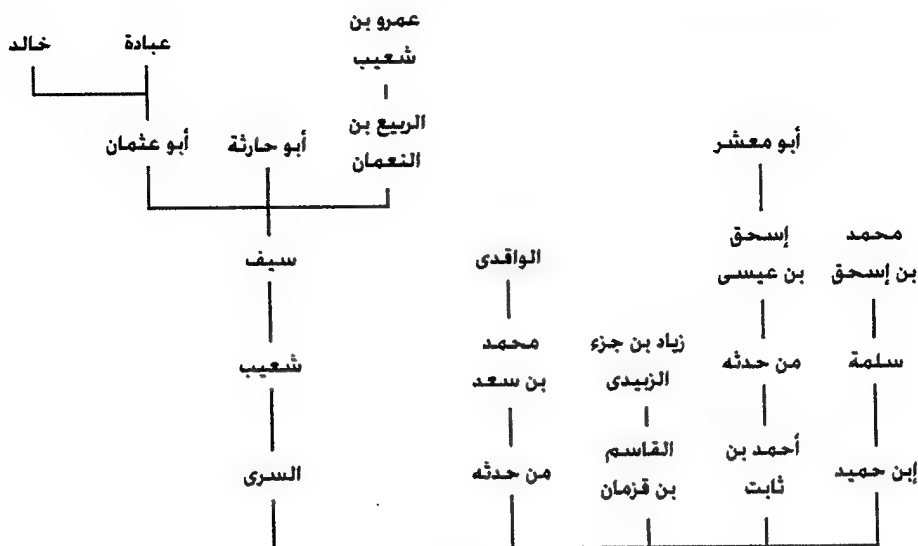 عمرو بن
شعيب
عبادة
خالد
الربيع بن
النعمان
أبو حارثة
أبو عثمان
أبو معشر
محمد
بن إسحق
إسحق
بن عيسى
الواقدى
سيف
سلمة
من حدثه
زياد بن جزء
الزبيدى
محمد
بن سعد
شعيب
إبن حميد
أحمد بن
ثابت
القاسم
بن قزمان
من حدثه
السرى